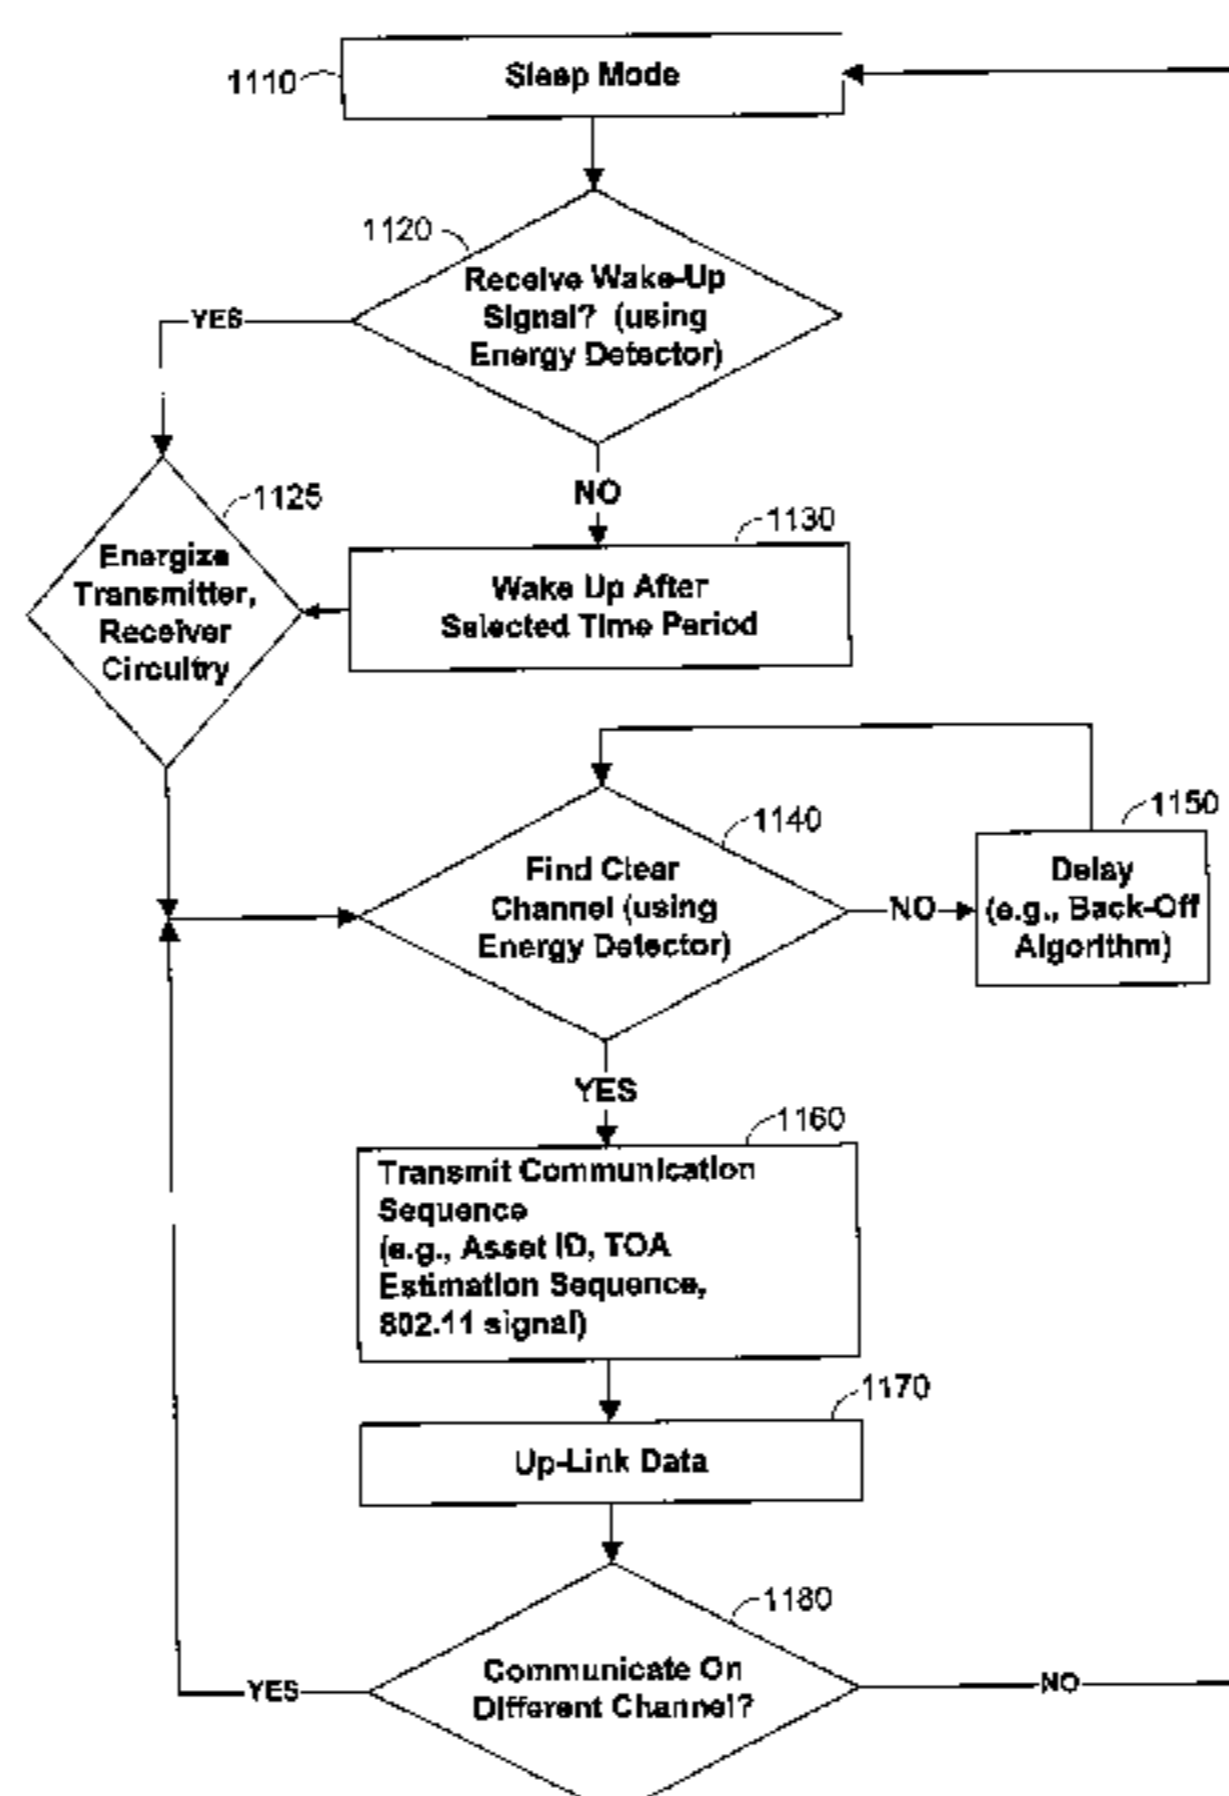 Sleep Mode
1110
1120
Receive Wake-Up
Signal? (using
Energy Detector)
YES
NO
1125
Energize
Transmitter,
Receiver
Circuitry
1130
Wake Up After
Selected Time Period
1140
Find Clear
Channel (using
Energy Detector)
NO
1150
Delay
(e.g., Back-Off
Algorithm)
YES
1160
Transmit Communication
Sequence
(e.g., Asset ID, TOA
Estimation Sequence,
802.11 signal)
1170
Up-Link Data
1180
Communicate On
Different Channel?
YES
NO